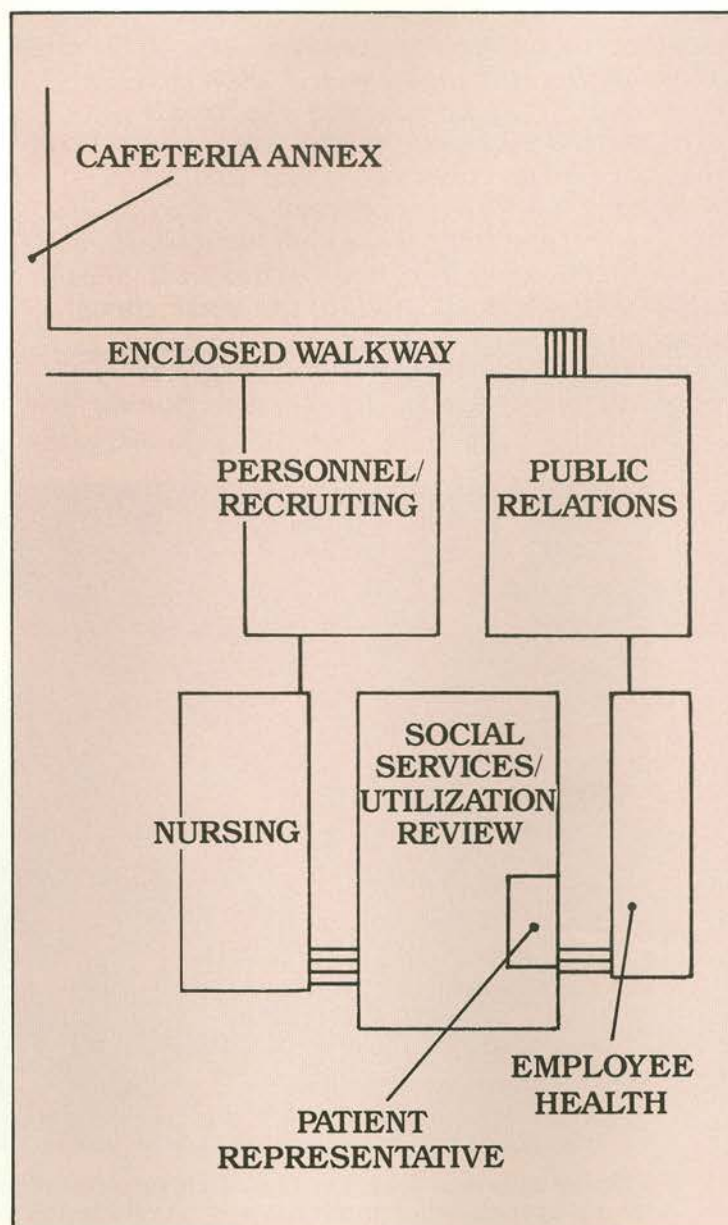 CAFETERIA ANNEX
ENCLOSED WALKWAY
PERSONNEL/
RECRUITING
PUBLIC
RELATIONS
SOCIAL
SERVICES/
UTILIZATION
REVIEW
NURSING
EMPLOYEE
HEALTH
PATIENT
REPRESENTATIVE